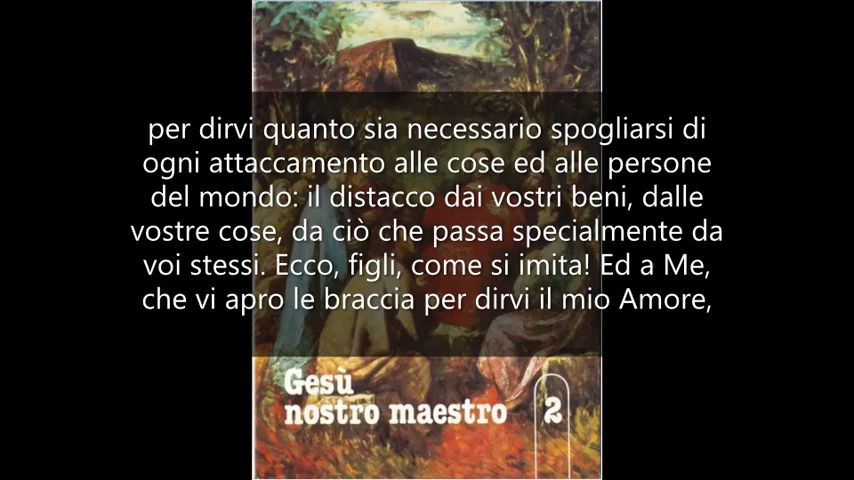 per dirvi quanto sia necessario spogliarsi di
ogni attaccamento alle cose ed alle persone
del mondo: il distacco dai vostri beni, dalle
vostre cose, da ciò che passa specialmente da
voi stessi. Ecco, figli, come si imita! Ed a Me,
che vi apro le braccia per dirvi il mio Amore,
Gesù
nostro maestro
2